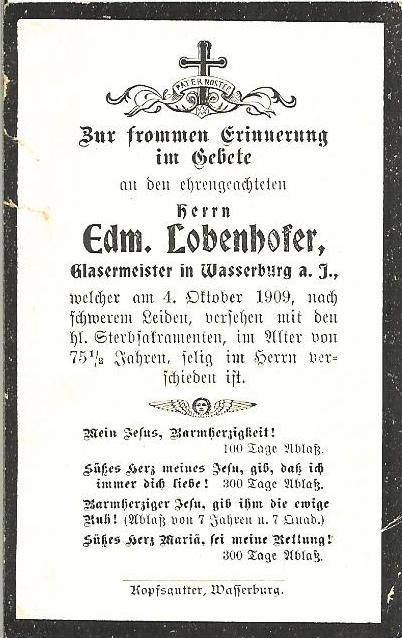 PATER NOSTER
Zur frommen Erinnerung
im Gebete
an den ehrengeachteten
Herrn
Edm. Lobenhofer,
Glasermeister in Wasserburg a. J.,
welcher am 4. Oktober 1909, nach
schwerem Leiden, versehen mit den
hl. Sterbsakramenten, im Alter von
75½ Jahren, selig im Herrn ver-
schieden ist.
Mein Jesus, Barmherzigkeit!
100 Tage Ablaß.
Süßes Herz meines Jesu, gib, daß ich
immer dich liebe! 300 Tage Ablaß.
Barmherziger Jesu, gib ihm die ewige
Ruh! (Ablaß von 7 Jahren u. 7 Quad.)
Süßes Herz Mariä, sei meine Rettung!
300 Tage Ablaß.
Kopfsgutter, Wasserburg.